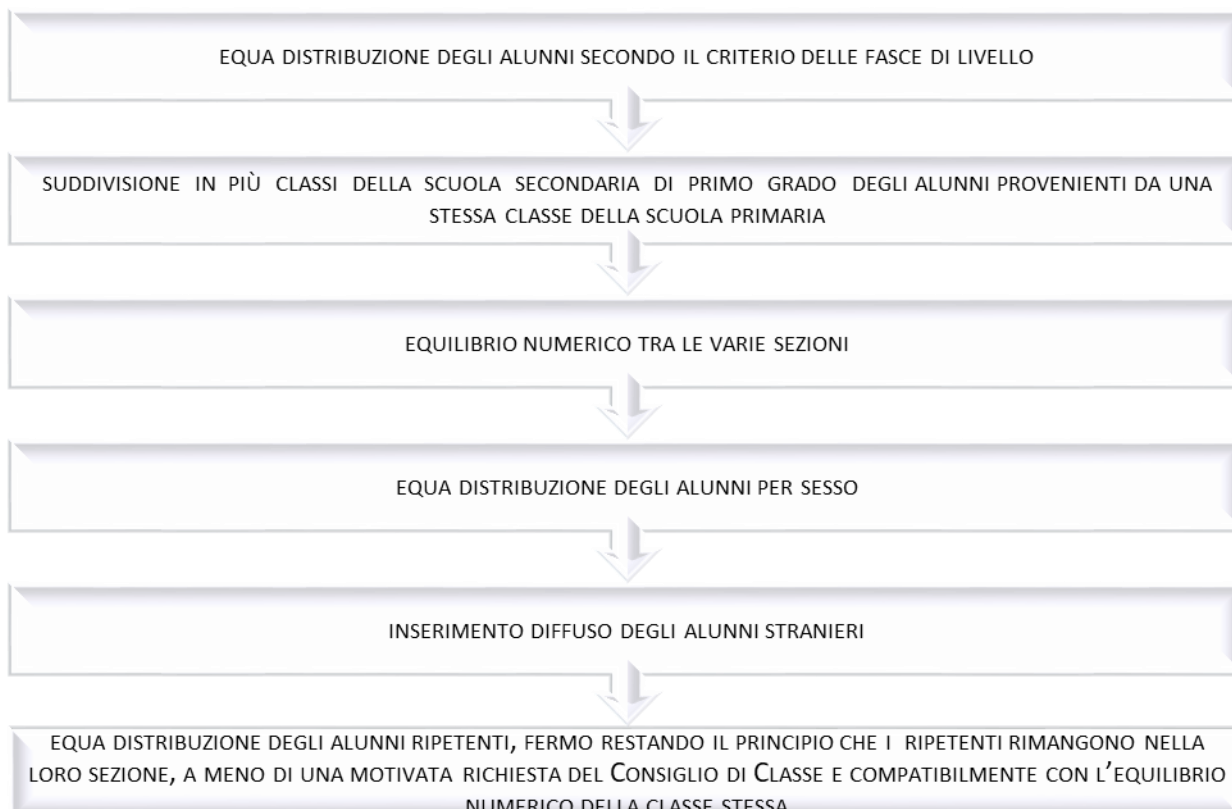 EQUA DISTRIBUZIONE DEGLI ALUNNI SECONDO IL CRITERIO DELLE FASCE DI LIVELLO
SUDDIVISIONE IN PIÙ CLASSI DELLA SCUOLA SECONDARIA DI PRIMO GRADO DEGLI ALUNNI PROVENIENTI DA UNA
STESSA CLASSE DELLA SCUOLA PRIMARIA
EQUILIBRIO NUMERICO TRA LE VARIE SEZIONI
EQUA DISTRIBUZIONE DEGLI ALUNNI PER SESSO
INSERIMENTO DIFFUSO DEGLI ALUNNI STRANIERI
EQUA DISTRIBUZIONE DEGLI ALUNNI RIPETENTI, FERMO RESTANDO IL PRINCIPIO CHE I RIPETENTI RIMANGONO NELLA
LORO SEZIONE, A MENO DI UNA MOTIVATA RICHIESTA DEL CONSIGLIO DI CLASSE E COMPATIBILMENTE CON L'EQUILIBRIO
NUMERICO DELLA CLASSE STESSA